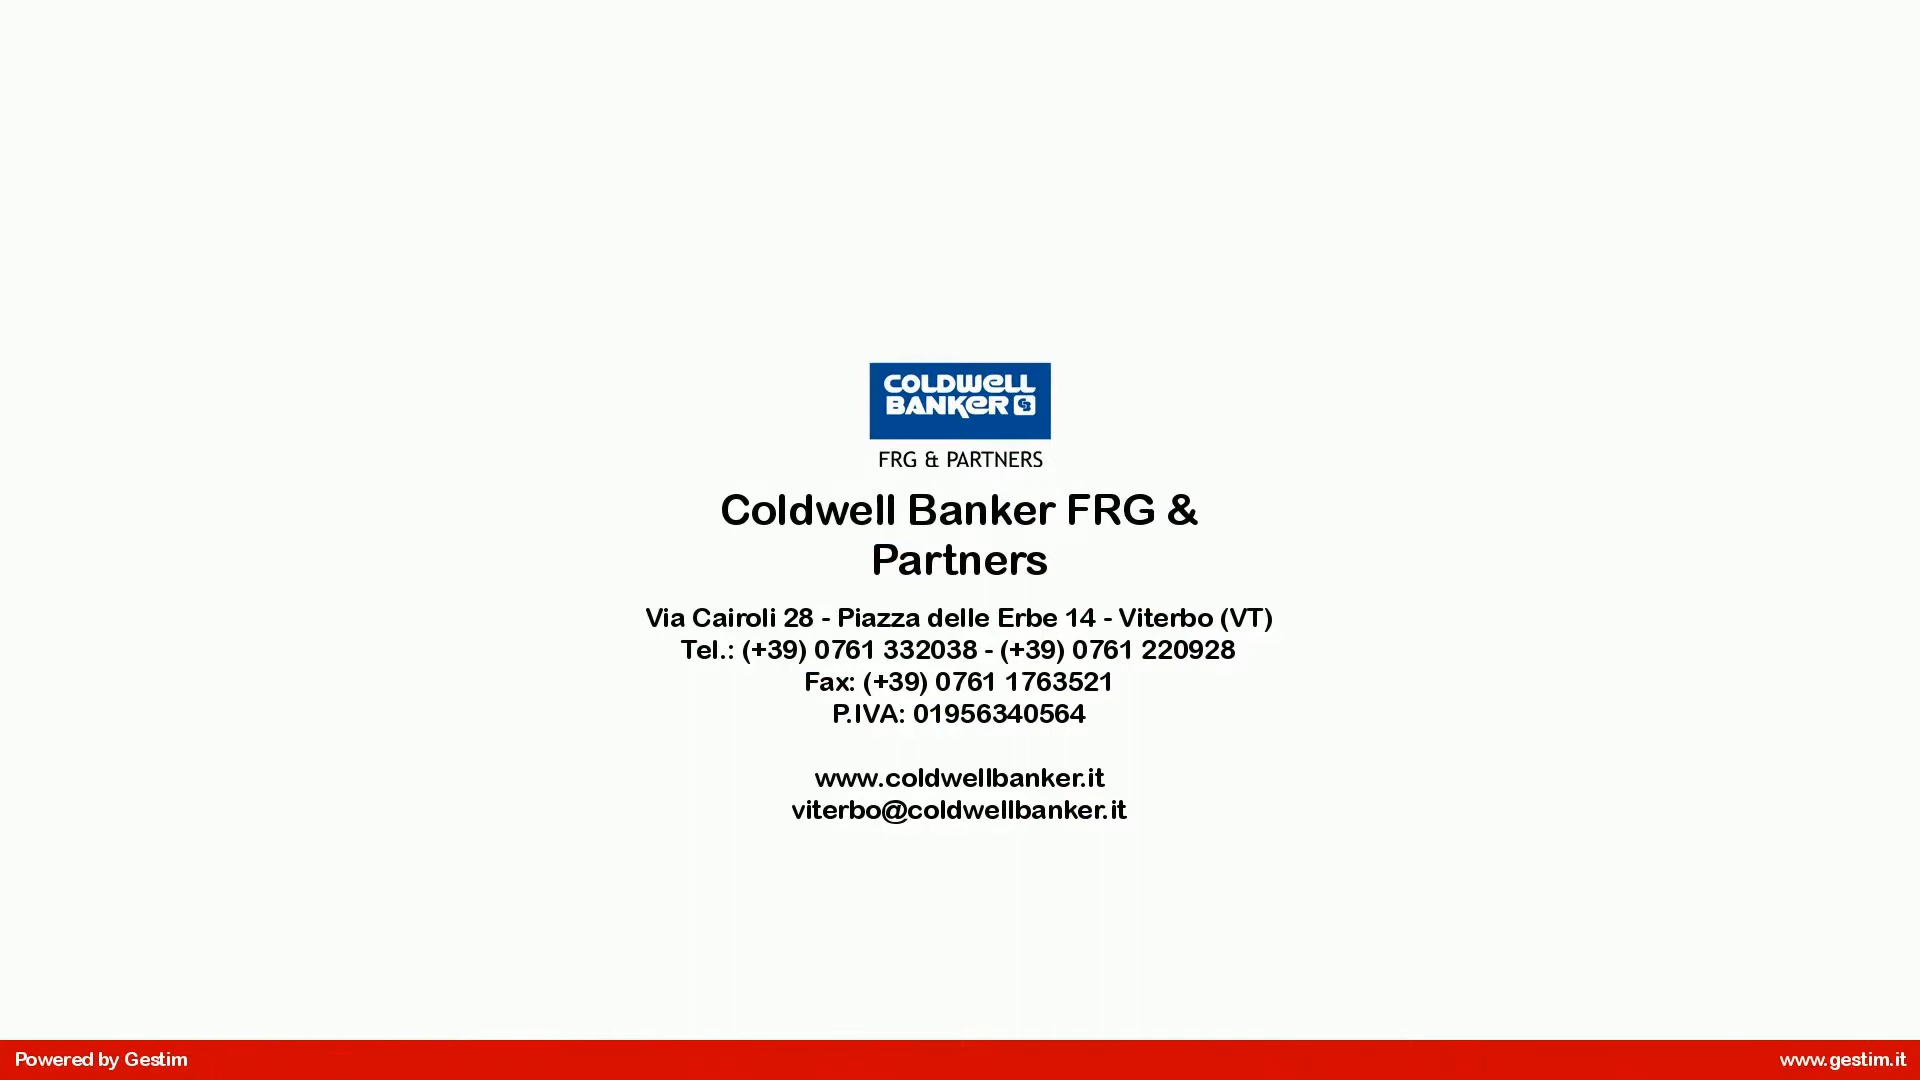 COLDWELL
BANKER CB
FRG & PARTNERS
Coldwell Banker FRG &
Partners
Via Cairoli 28 - Piazza delle Erbe 14 - Viterbo (VT)
Tel.: (+39) 0761 332038 - (+39) 0761 220928
Fax: (+39) 0761 1763521
P.IVA: 01956340564
www.coldwellbanker.it
viterbo@coldwellbanker.it
Powered by Gestim
www.gestim.it